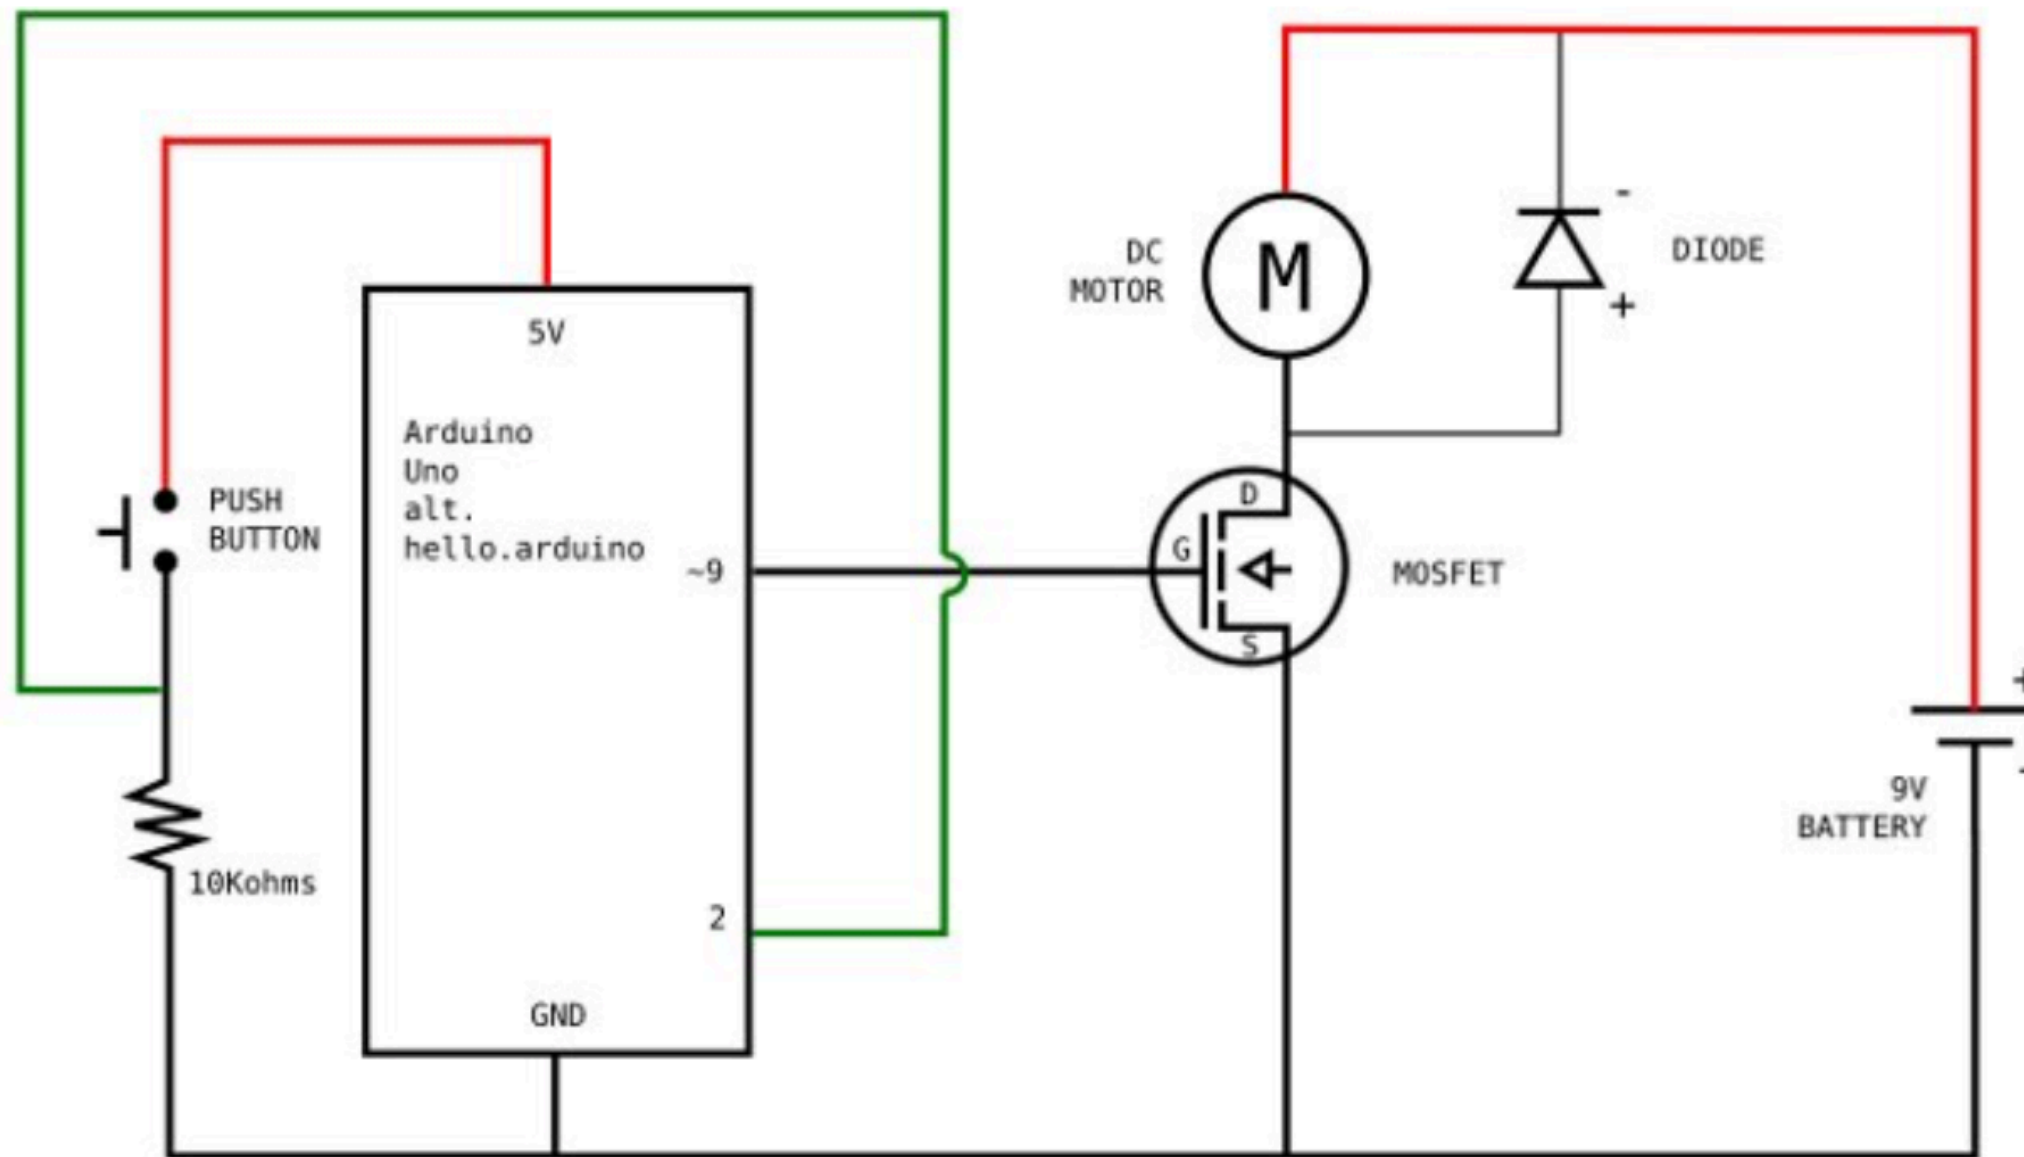 5V
Arduino
Uno
alt.
hello.arduino
~9
2
GND
PUSH
BUTTON
10Kohms
DC
MOTOR
M
-
+
DIODE
D
G
S
MOSFET
+
-
9V
BATTERY